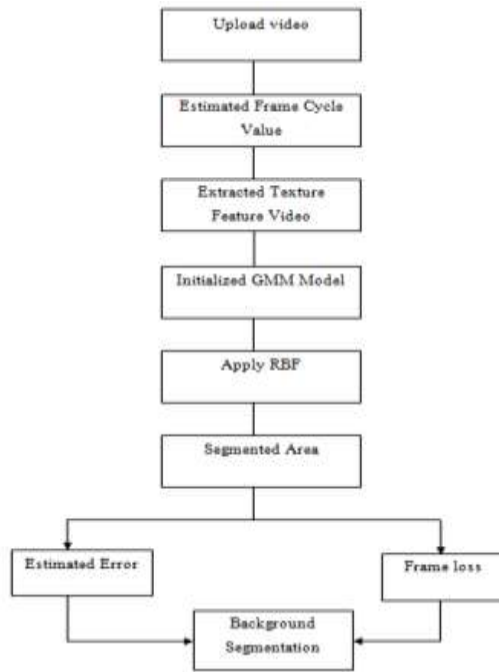 Upload video
Estimated Frame Cycle
Value
Extracted Texture
Feature Video
Initialized GMM Model
Apply RBF
Segmented Area
Estimated Error
Frame loss
Background
Segmentation